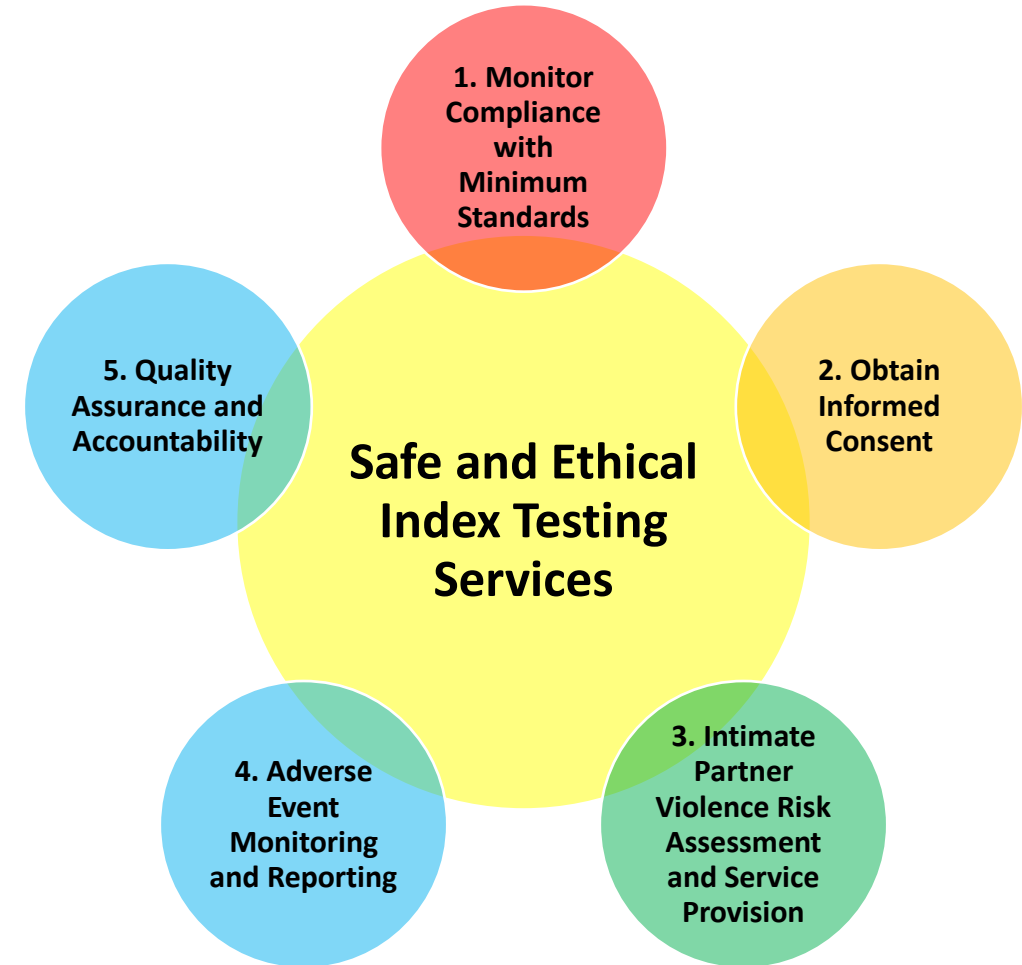 1. Monitor
Compliance
with
Minimum
Standards
2. Obtain
Informed
Consent
3. Intimate
Partner
Violence Risk
Assessment
and Service
Provision
4. Adverse
Event
Monitoring
and Reporting
5. Quality
Assurance and
Accountability
Safe and Ethical
Index Testing
Services